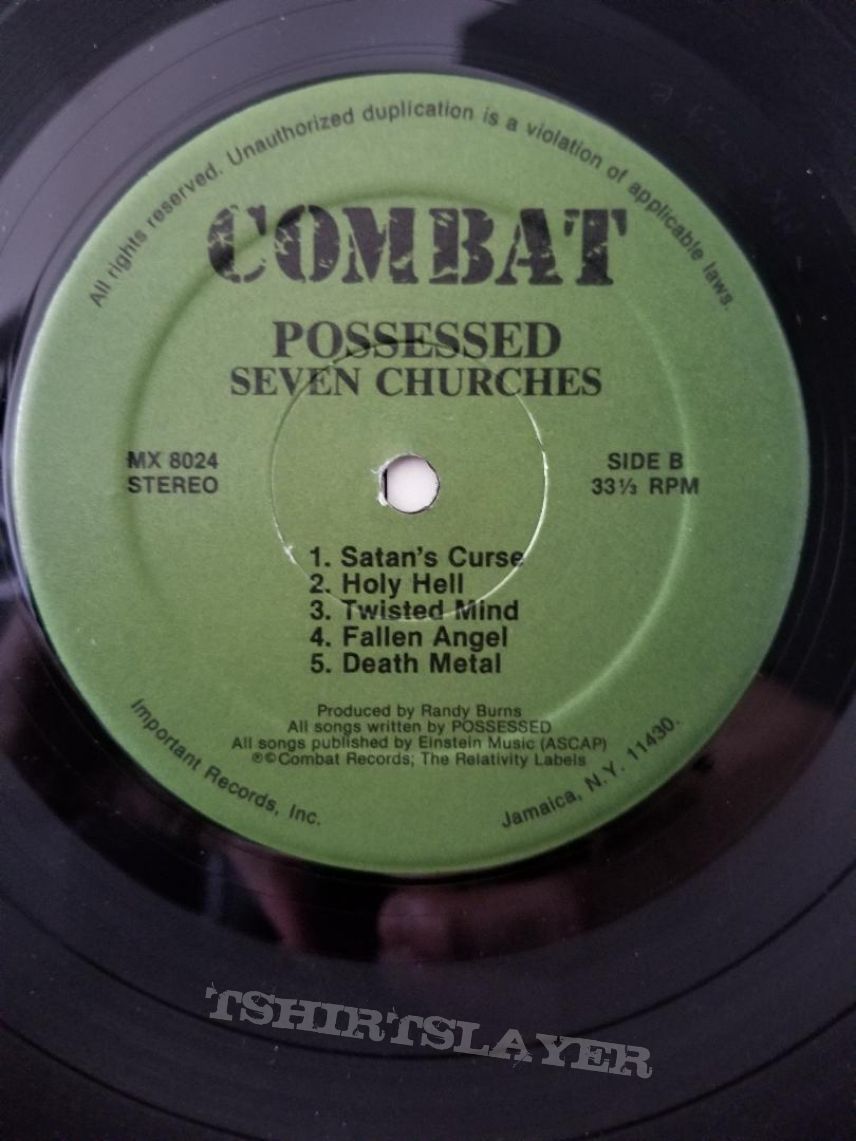 All rights reserved. Unauthorized duplication is a violation of applicable laws.
COMBAT
POSSESSED
SEVEN CHURCHES
MX 8024
STEREO
SIDE B
33⅓ RPM
1. Satan's Curse
2. Holy Hell
3. Twisted Mind
4. Fallen Angel
5. Death Metal
Produced by Randy Burns
All songs written by POSSESSED
All songs published by Einstein Music (ASCAP)
℗©Combat Records; The Relativity Labels
Important Records, Inc.
Jamaica, N.Y. 11430.
TSHIRTSLAYER